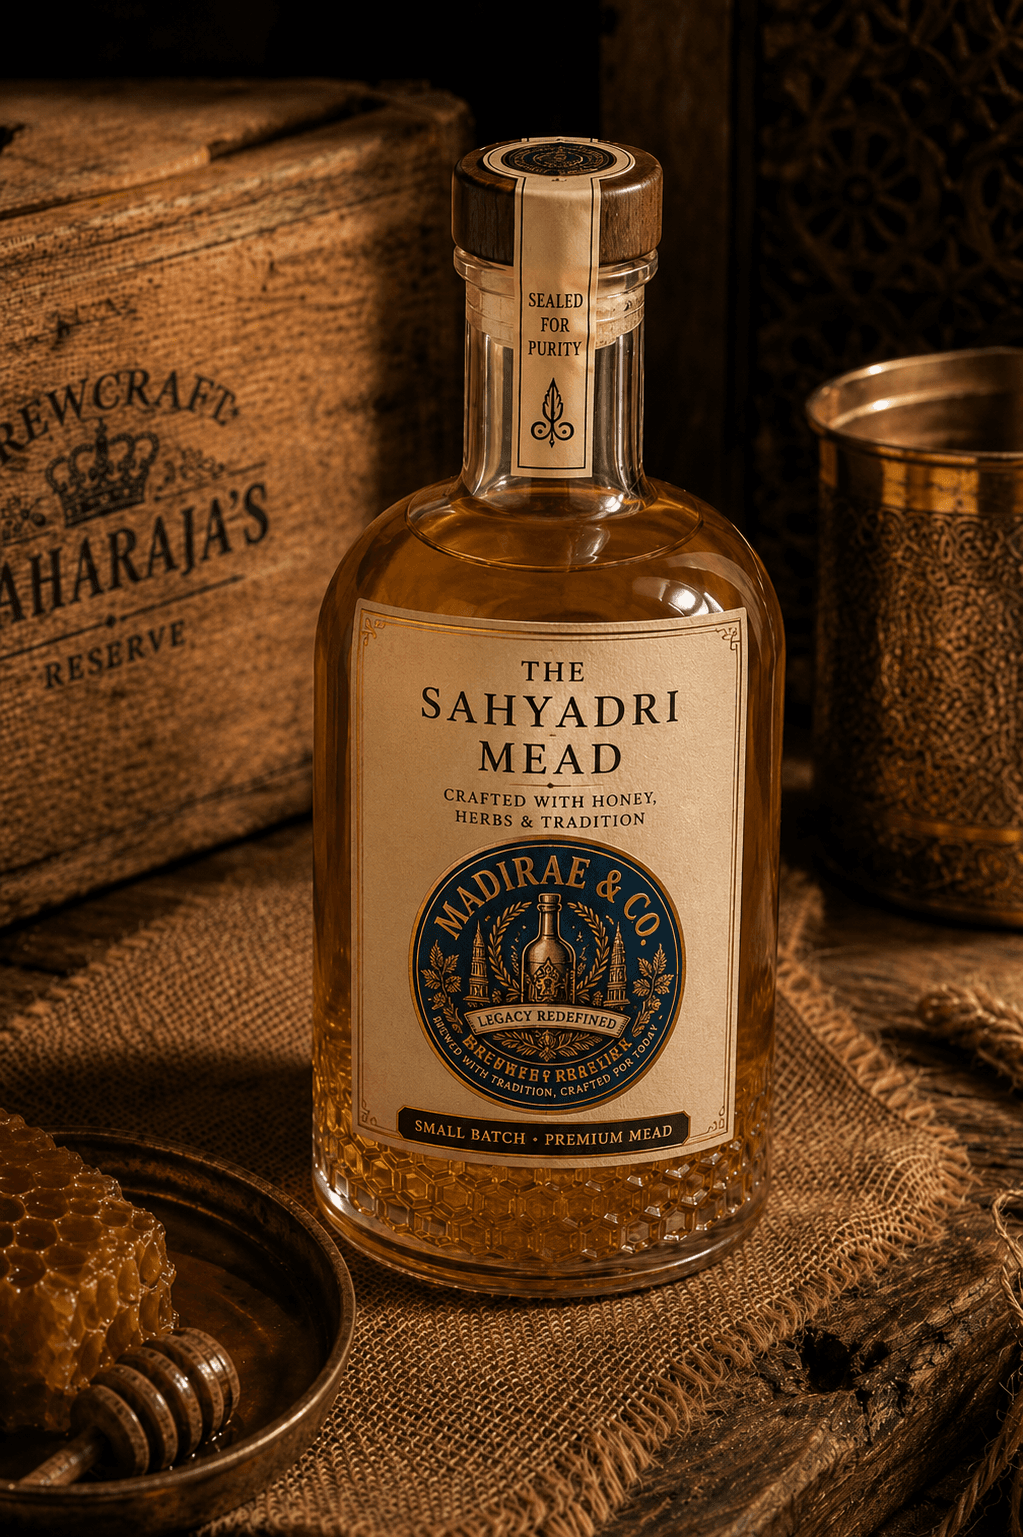 SEALED
FOR
PURITY
REWCRAFT
AHARAJA'S
RESERVE
THE
SAHYADRI
MEAD
CRAFTED WITH HONEY,
HERBS & TRADITION
MADIRAE & CO.
LEGACY REDEFINED
BREWED WITH TRADITION, CRAFTED FOR TODAY
SMALL BATCH • PREMIUM MEAD